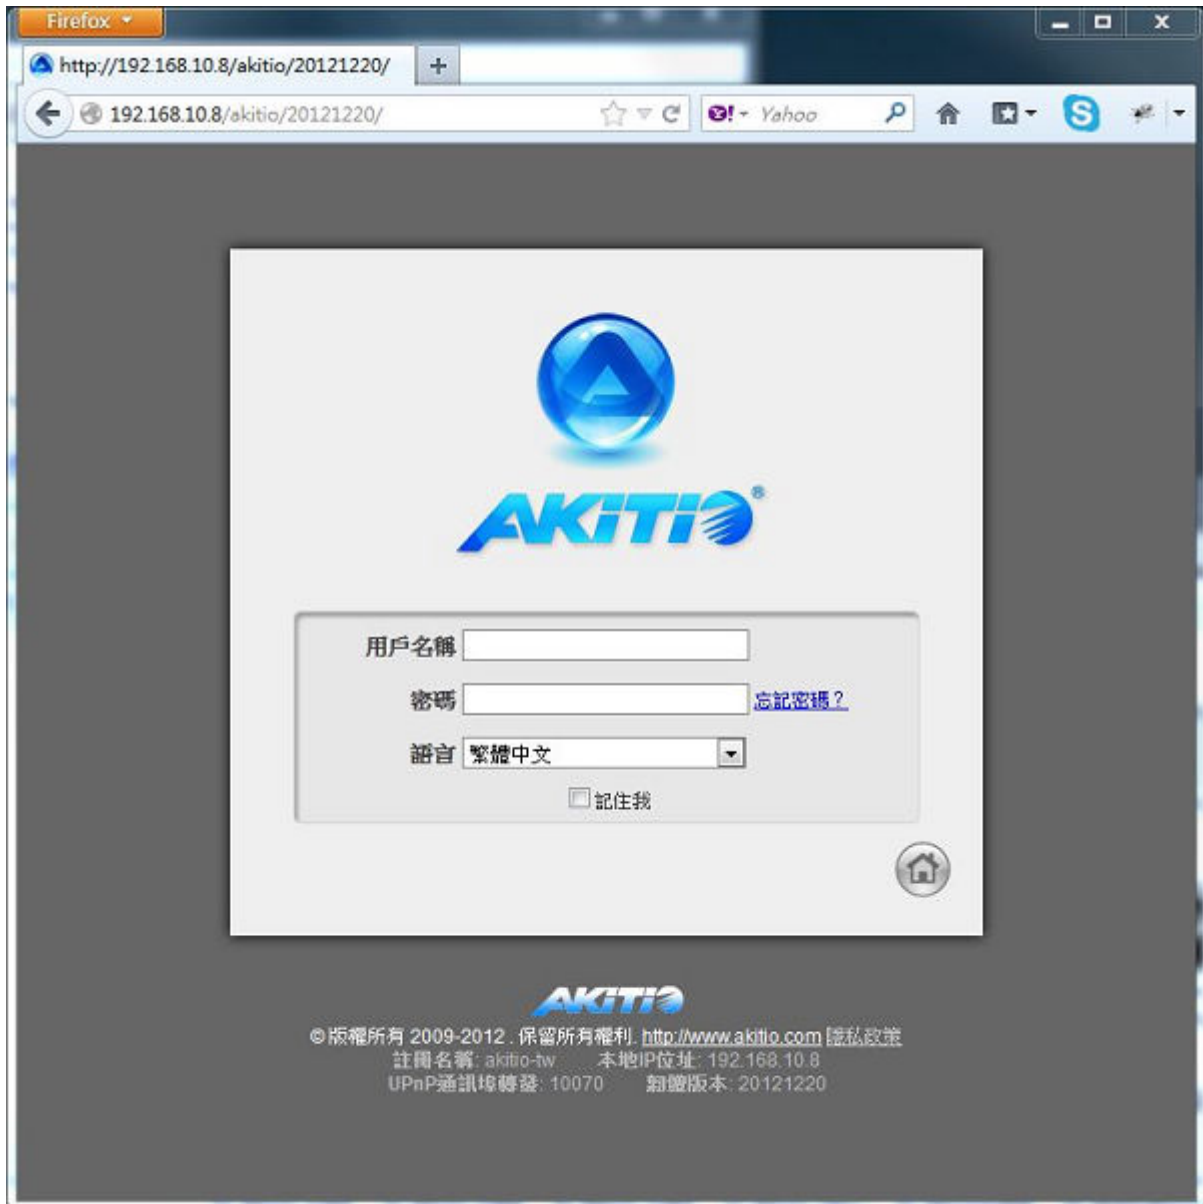 Firefox
http://192.168.10.8/akitio/20121220/
192.168.10.8/akitio/20121220/
Yahoo
AKiTiO®
用戶名稱
密碼 忘記密碼？
語言 繁體中文
記住我
AKiTiO
©版權所有 2009-2012 . 保留所有權利. http://www.akitio.com 隱私政策
註冊名稱: akitio-tw 本地IP位址: 192.168.10.8
UPnP通訊埠轉發: 10070 韌體版本: 20121220